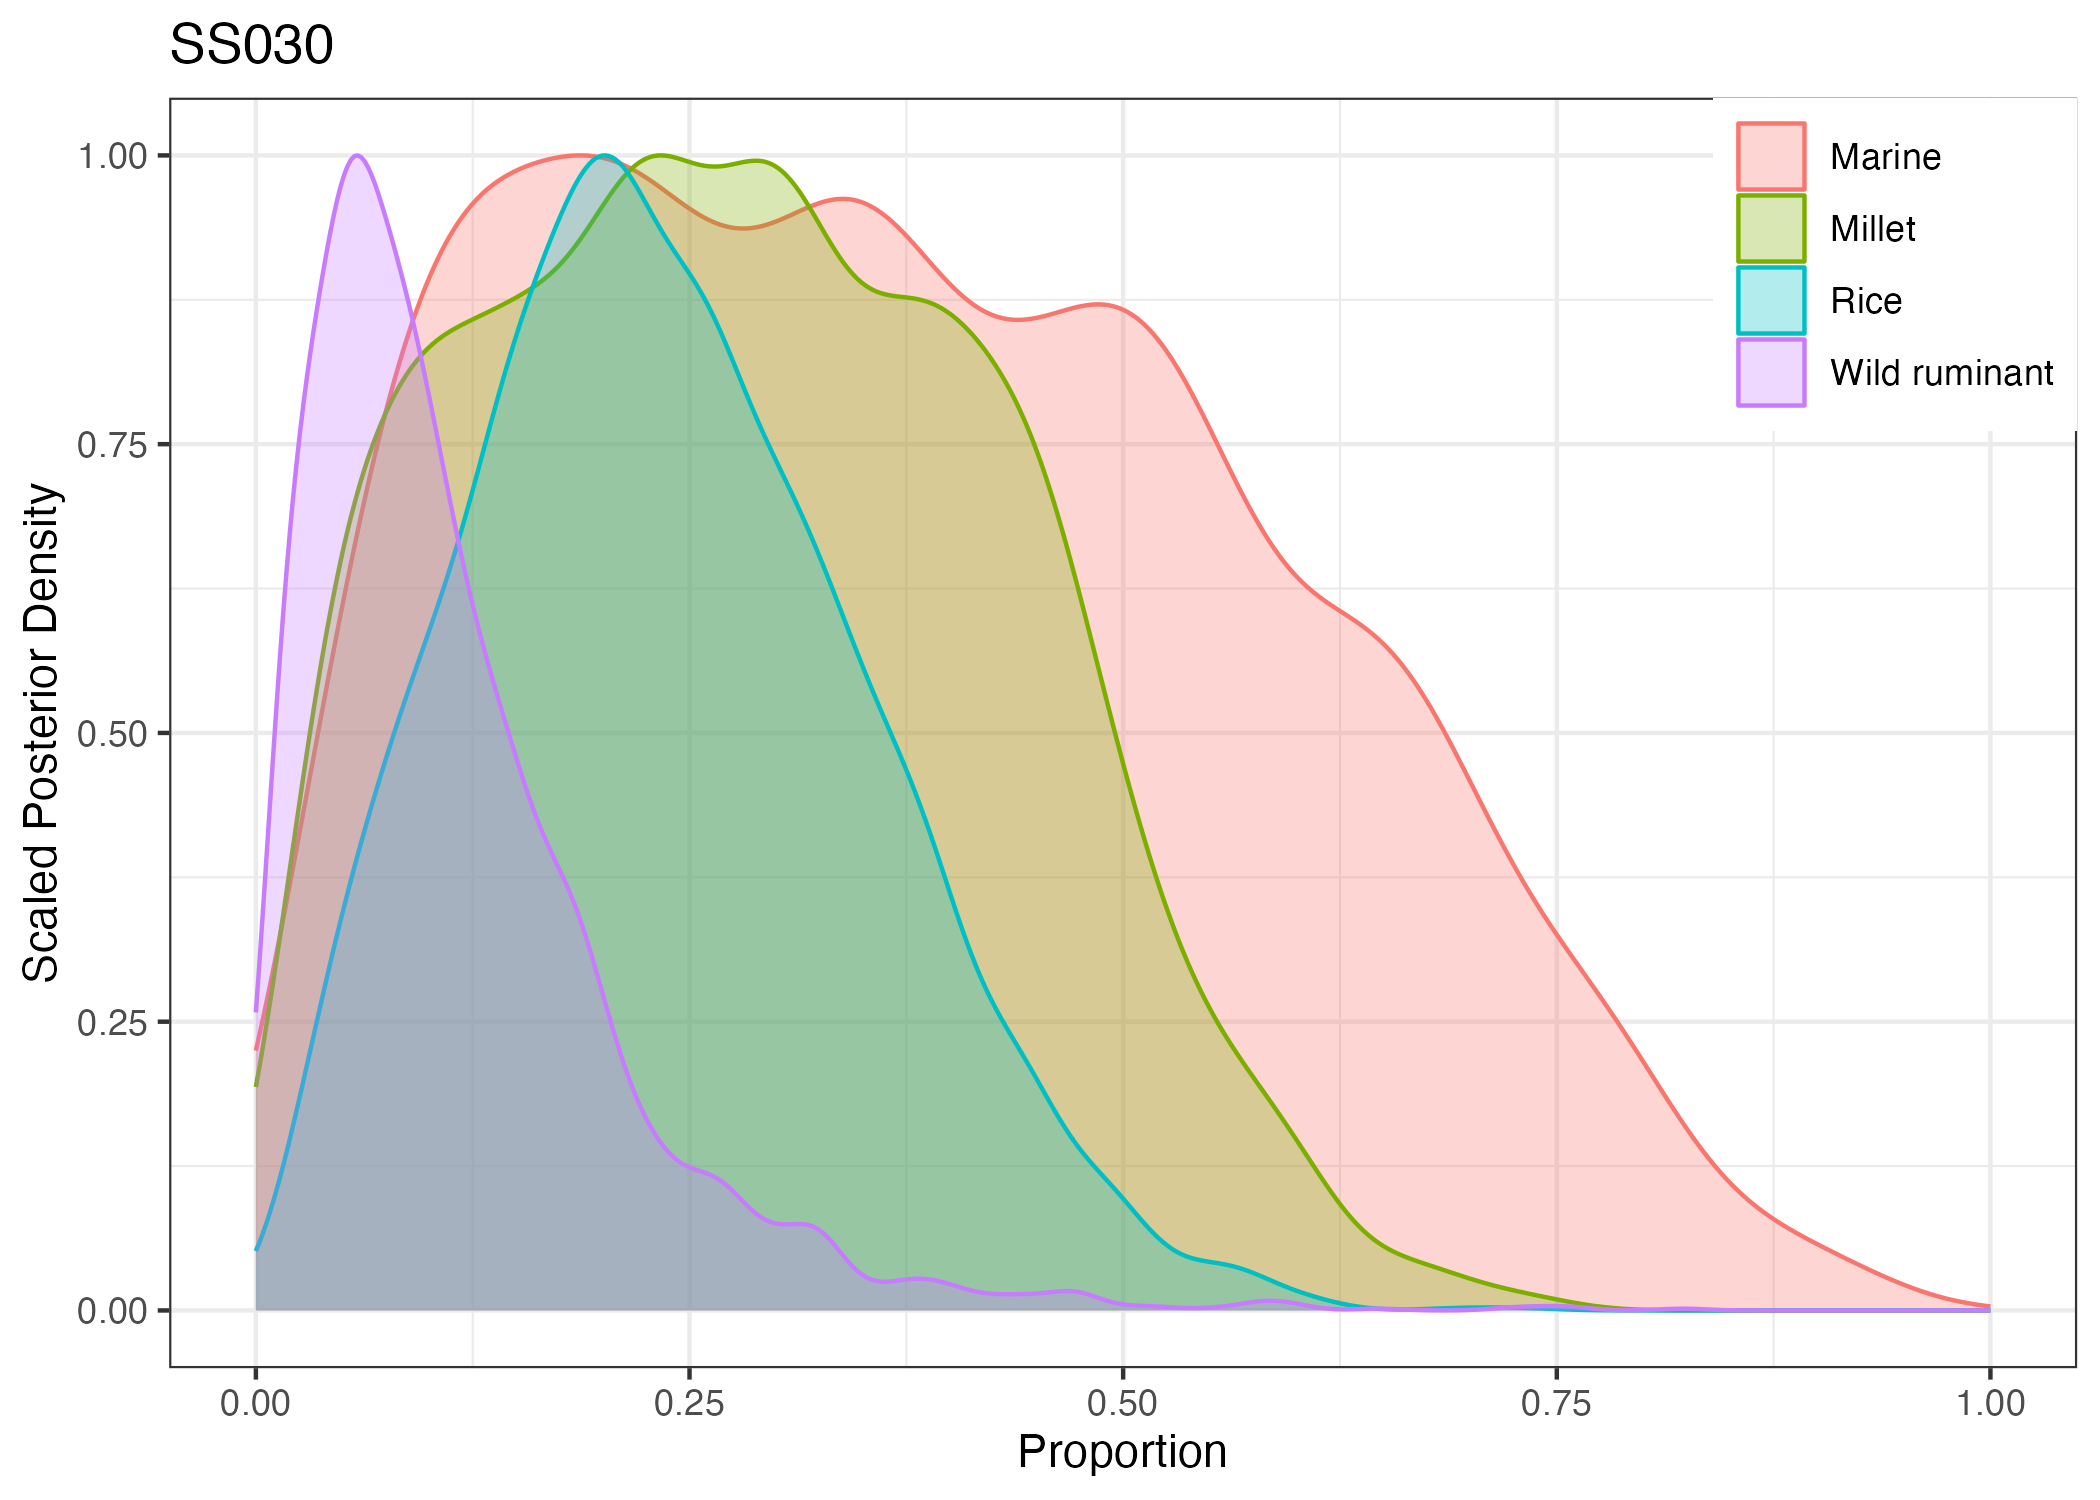 SS030
Scaled Posterior Density
1.00
0.75
0.50
0.25
0.00
Marine
Millet
Rice
Wild ruminant
0.00 0.25 0.50 0.75 1.00
Proportion